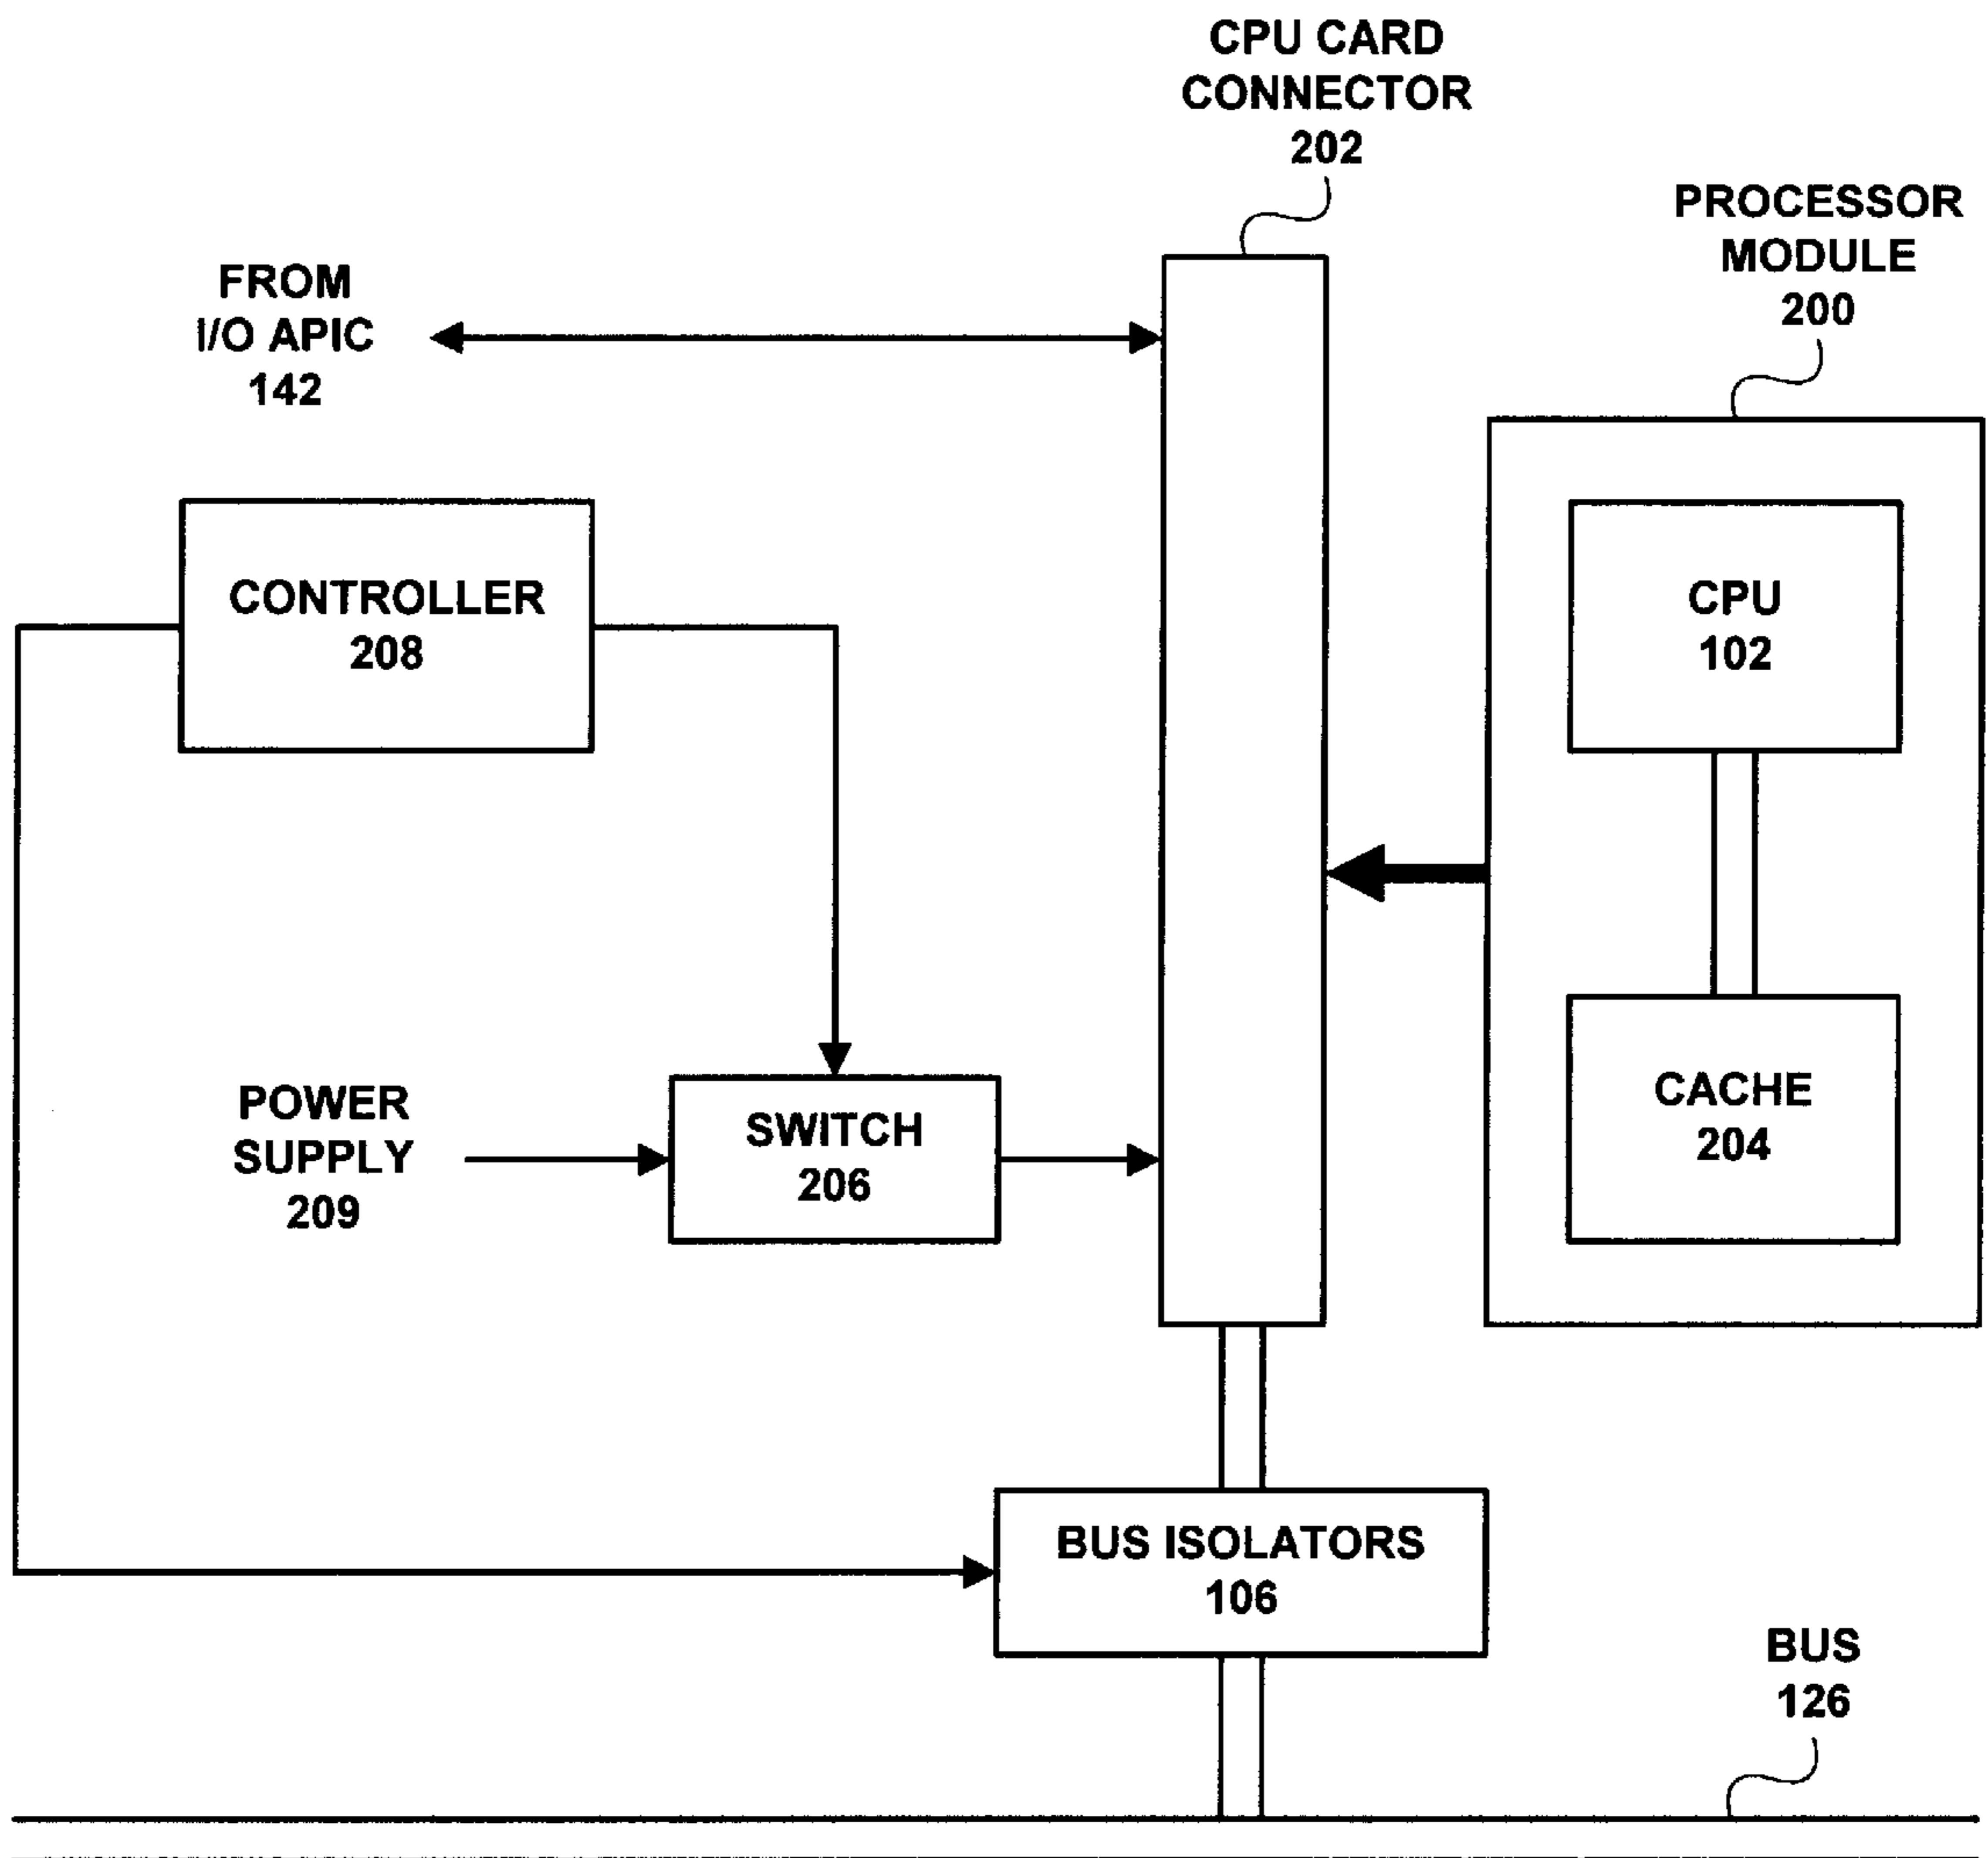 CPU CARD
CONNECTOR
202
PROCESSOR
MODULE
200
FROM
I/O APIC
142
CONTROLLER
208
CPU
102
POWER
SUPPLY
209
SWITCH
206
CACHE
204
BUS ISOLATORS
106
BUS
126